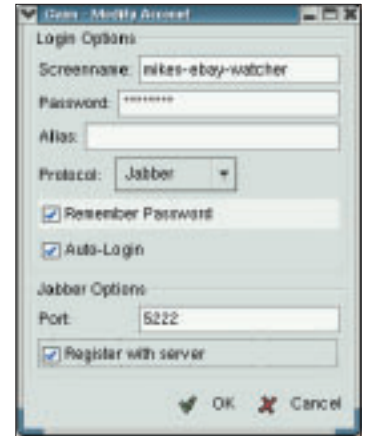 Gaim - Modify Account
Login Options
Screenname: mikes-ebay-watcher
Password: ********
Alias:
Protocol: Jabber
Remember Password
Auto-Login
Jabber Options
Port: 5222
Register with server
OK Cancel